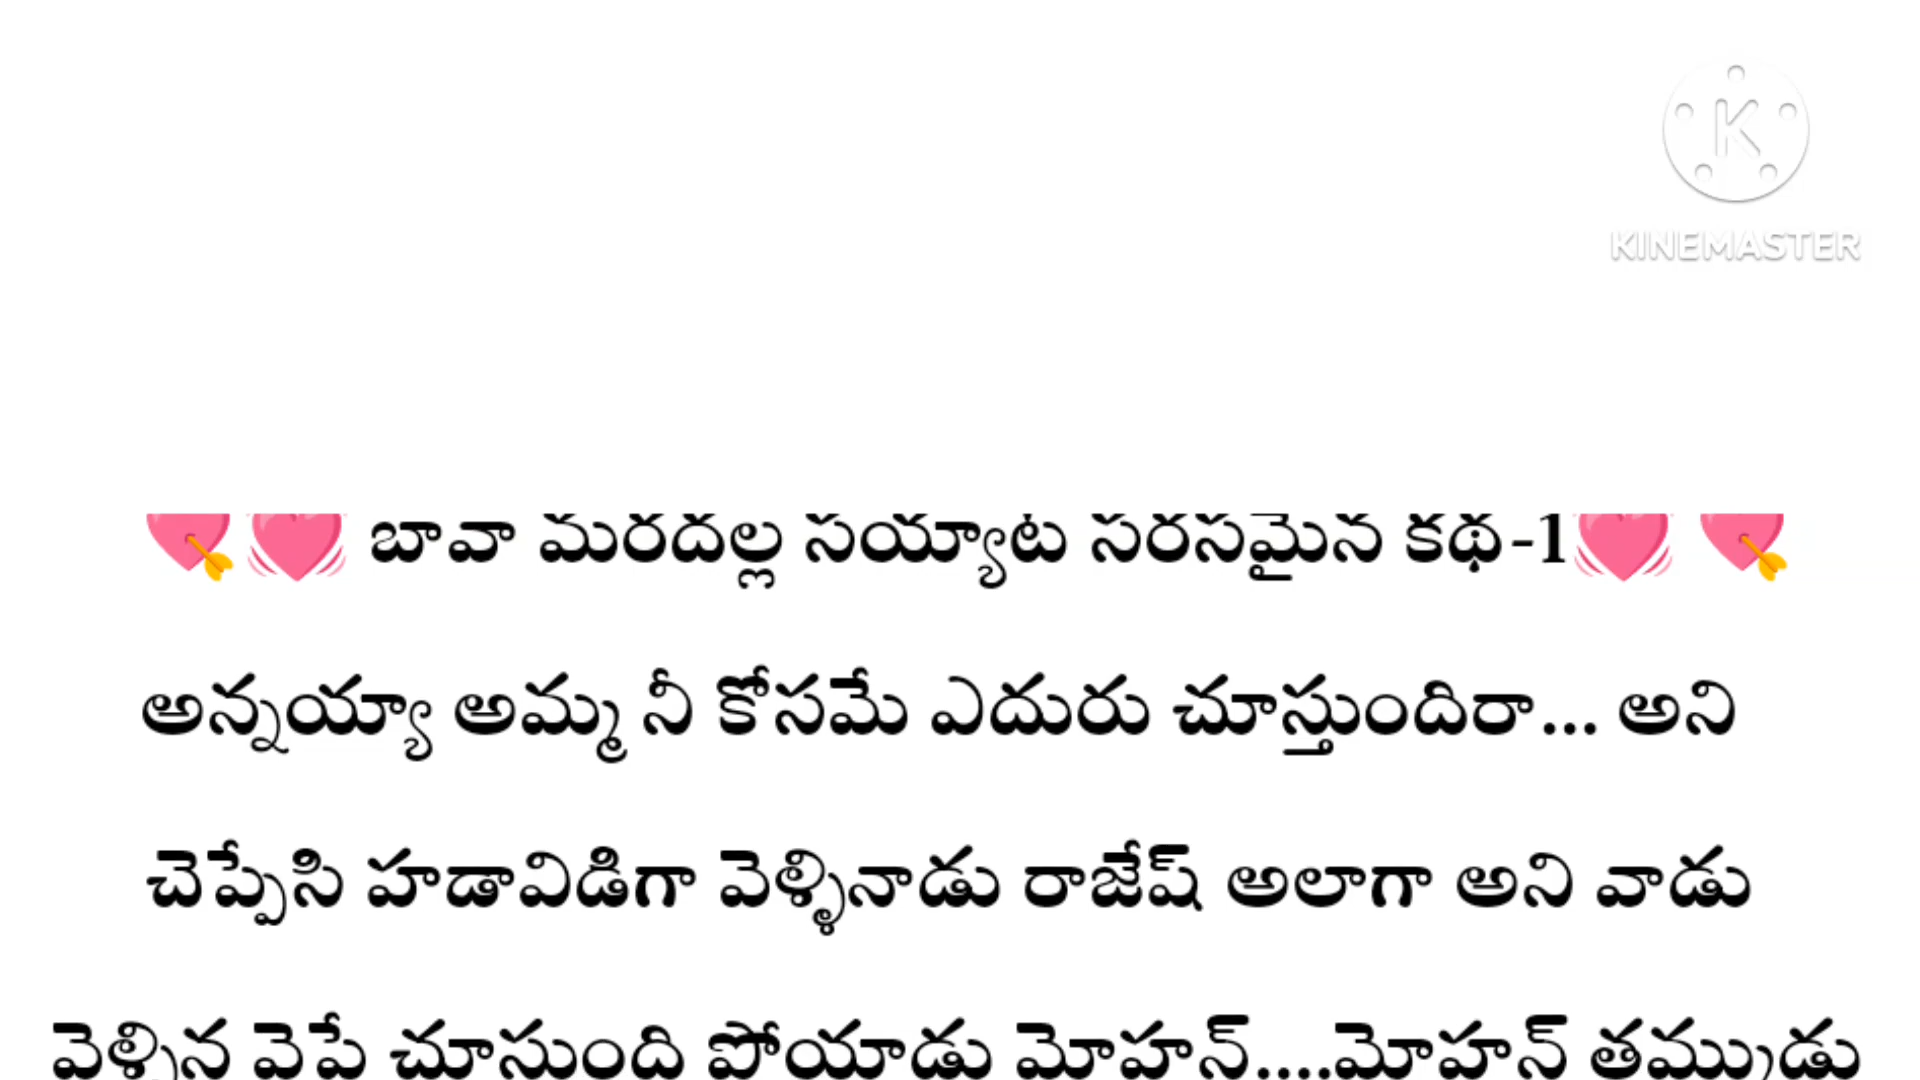 KINEMASTER
💘💓 బావా మరదల్ల సయ్యాట సరసమైన కథ-1💓 💘
అన్నయ్యా అమ్మ నీ కోసమే ఎదురు చూస్తుందిరా... అని
చెప్పేసి హడావిడిగా వెళ్ళినాడు రాజేష్ అలాగా అని వాడు
వెళ్ళిన వెపే చూసుంది పోయాడు మోహన్....మోహన్ తమ్ముడు